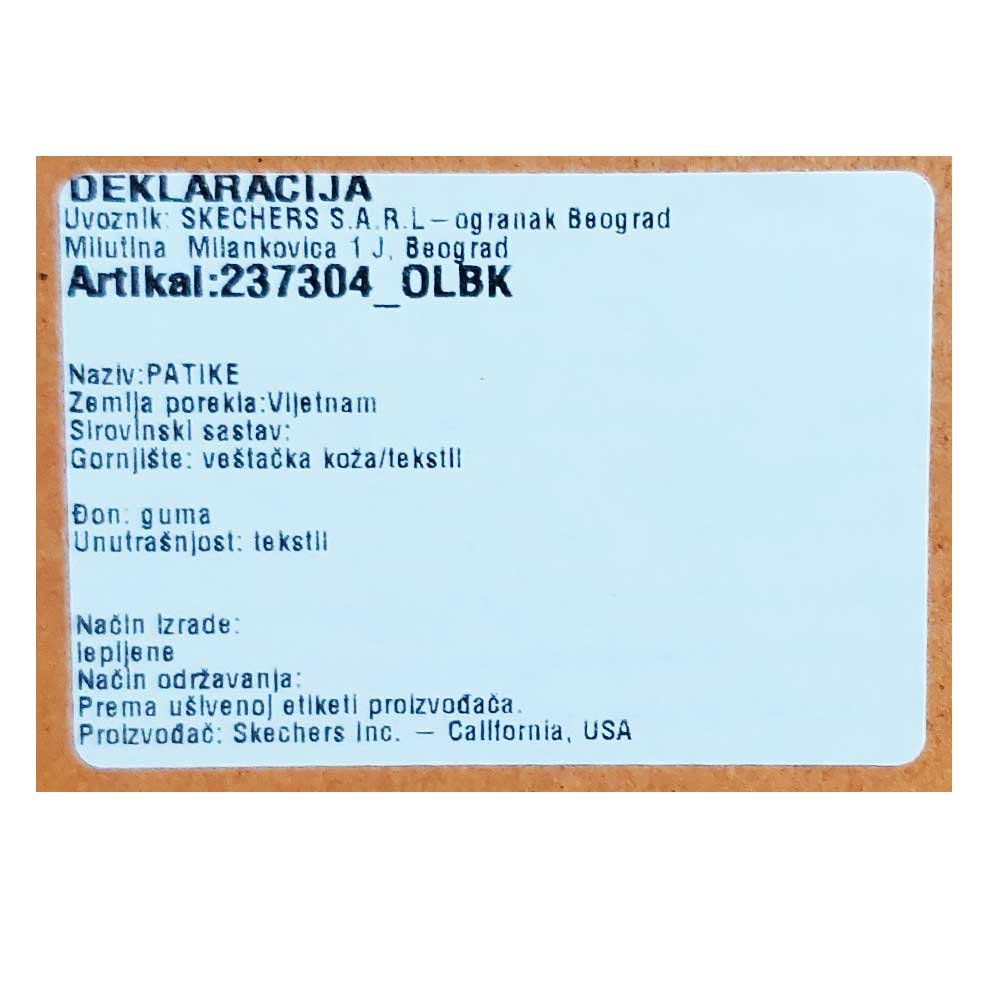 DEKLARACIJA
Uvoznik: SKECHERS S.A.R.L – ogranak Beograd
Milutina Milankovica 1 J, Beograd
Artikal:237304_OLBK
Naziv:PATIKE
Zemlja porekla:Vijetnam
Sirovinski sastav:
Gornjište: veštačka koža/tekstil
Đon: guma
Unutrašnjost: tekstil
Način izrade:
lepljene
Način održavanja:
Prema ušivenoj etiketi proizvođača.
Proizvođač: Skechers Inc. – California, USA